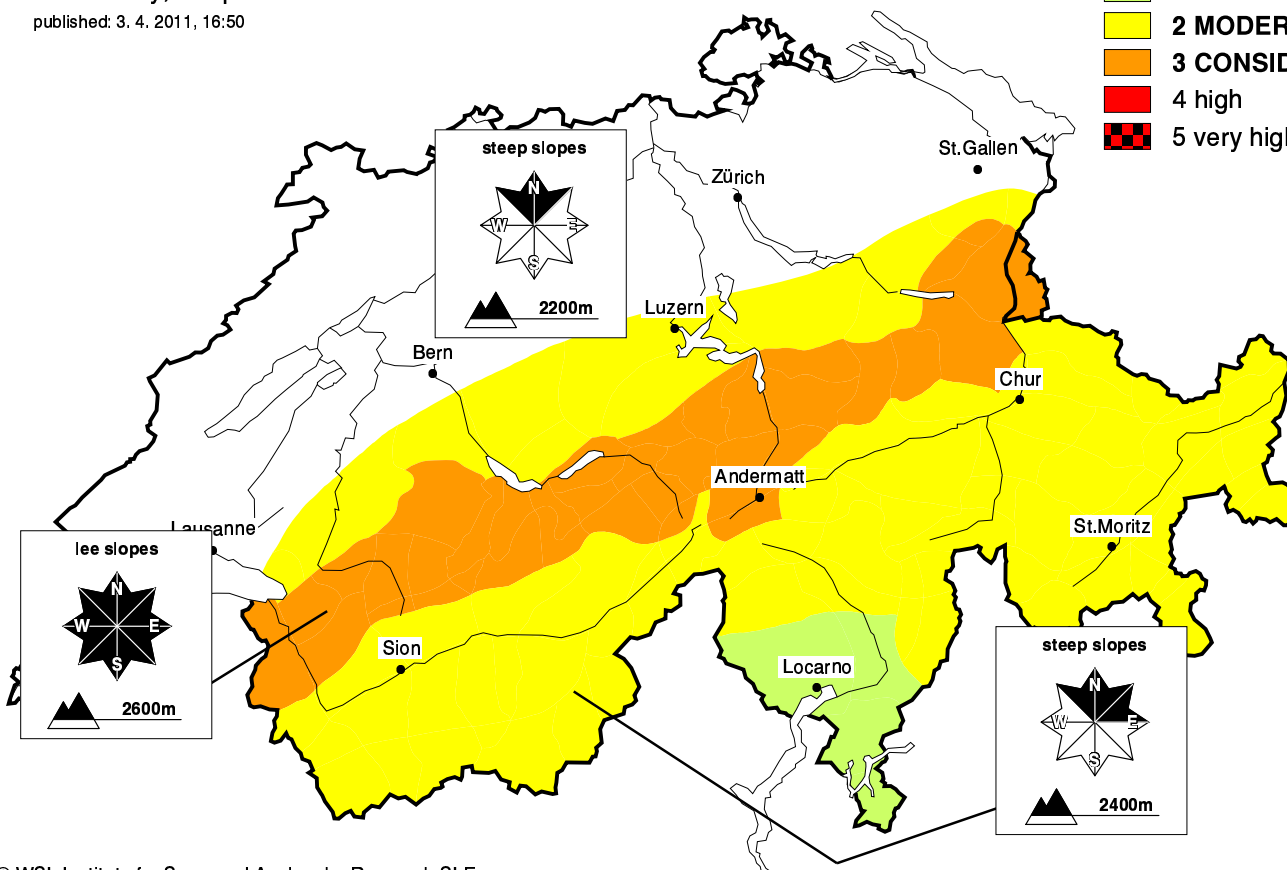 published: 3. 4. 2011, 16:50
2 MODER
3 CONSID
4 high
5 very high
St.Gallen
steep slopes
N
W E
S
2200m
Zürich
Luzern
Bern
Chur
Andermatt
Lausanne
St.Moritz
lee slopes
N
W E
S
2600m
Sion
Locarno
steep slopes
N
W E
S
2400m